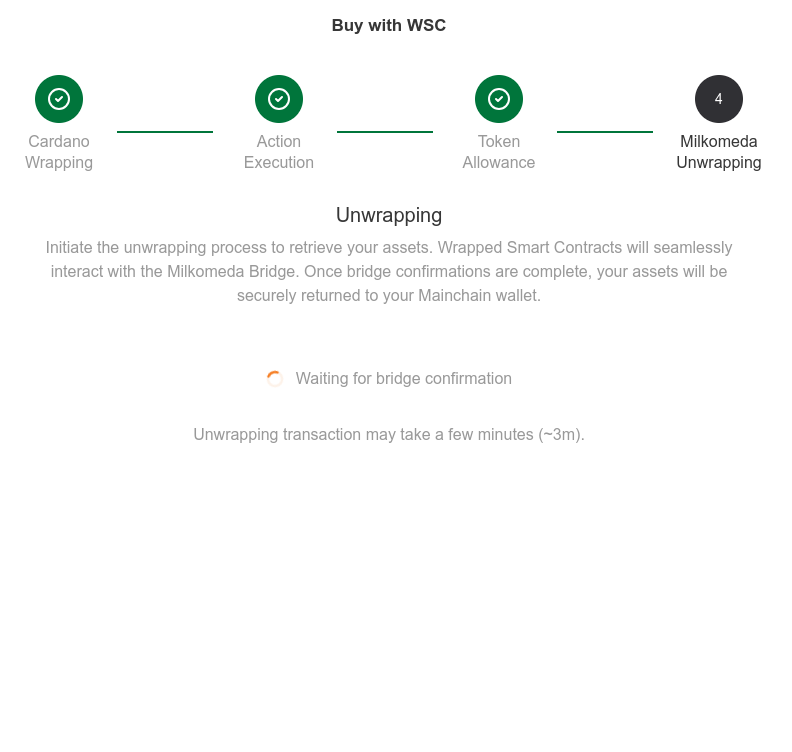 Buy with WSC
Cardano
Wrapping
Action
Execution
Token
Allowance
4
Milkomeda
Unwrapping
Unwrapping
Initiate the unwrapping process to retrieve your assets. Wrapped Smart Contracts will seamlessly
interact with the Milkomeda Bridge. Once bridge confirmations are complete, your assets will be
securely returned to your Mainchain wallet.
Waiting for bridge confirmation
Unwrapping transaction may take a few minutes (~3m).